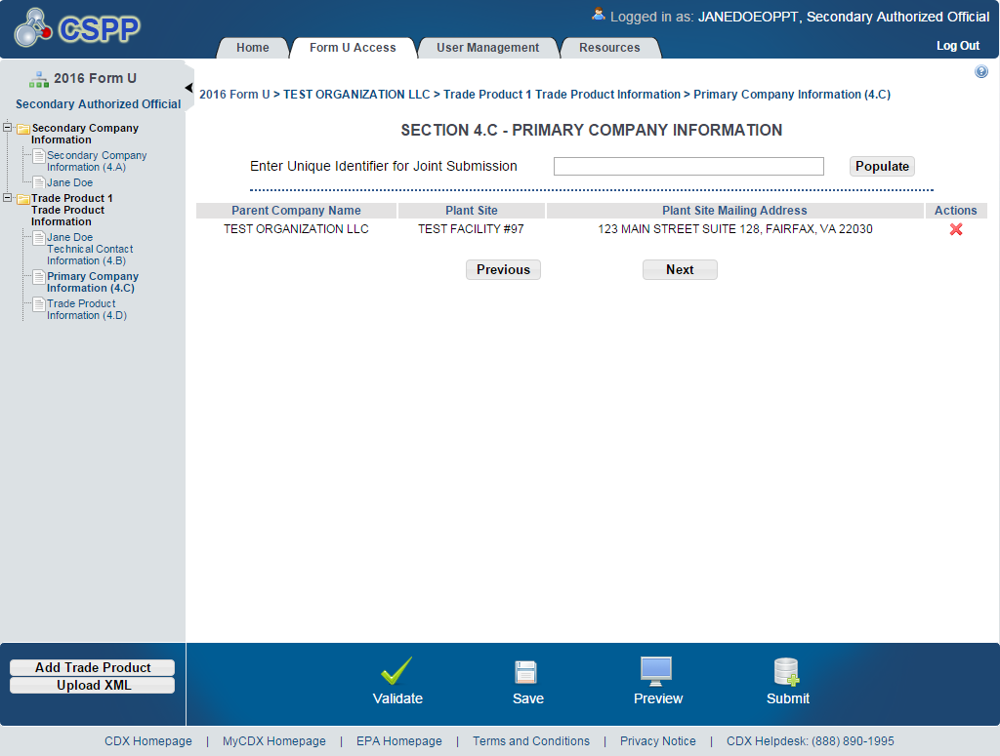 CSPP
Logged in as: JANEDOEOPPT, Secondary Authorized Official
Home
Form U Access
User Management
Resources
Log Out
2016 Form U
Secondary Authorized Official
Secondary Company
Information
Secondary Company
Information (4.A)
Jane Doe
Trade Product 1
Trade Product
Information
Jane Doe
Technical Contact
Information (4.B)
Primary Company
Information (4.C)
Trade Product
Information (4.D)
2016 Form U > TEST ORGANIZATION LLC > Trade Product 1 Trade Product Information > Primary Company Information (4.C)
SECTION 4.C - PRIMARY COMPANY INFORMATION
Enter Unique Identifier for Joint Submission
Populate
Parent Company Name Plant Site Plant Site Mailing Address Actions
TEST ORGANIZATION LLC TEST FACILITY #97 123 MAIN STREET SUITE 128, FAIRFAX, VA 22030
Previous
Next
Add Trade Product
Upload XML
Validate
Save
Preview
Submit
CDX Homepage | MyCDX Homepage | EPA Homepage | Terms and Conditions | Privacy Notice | CDX Helpdesk: (888) 890-1995